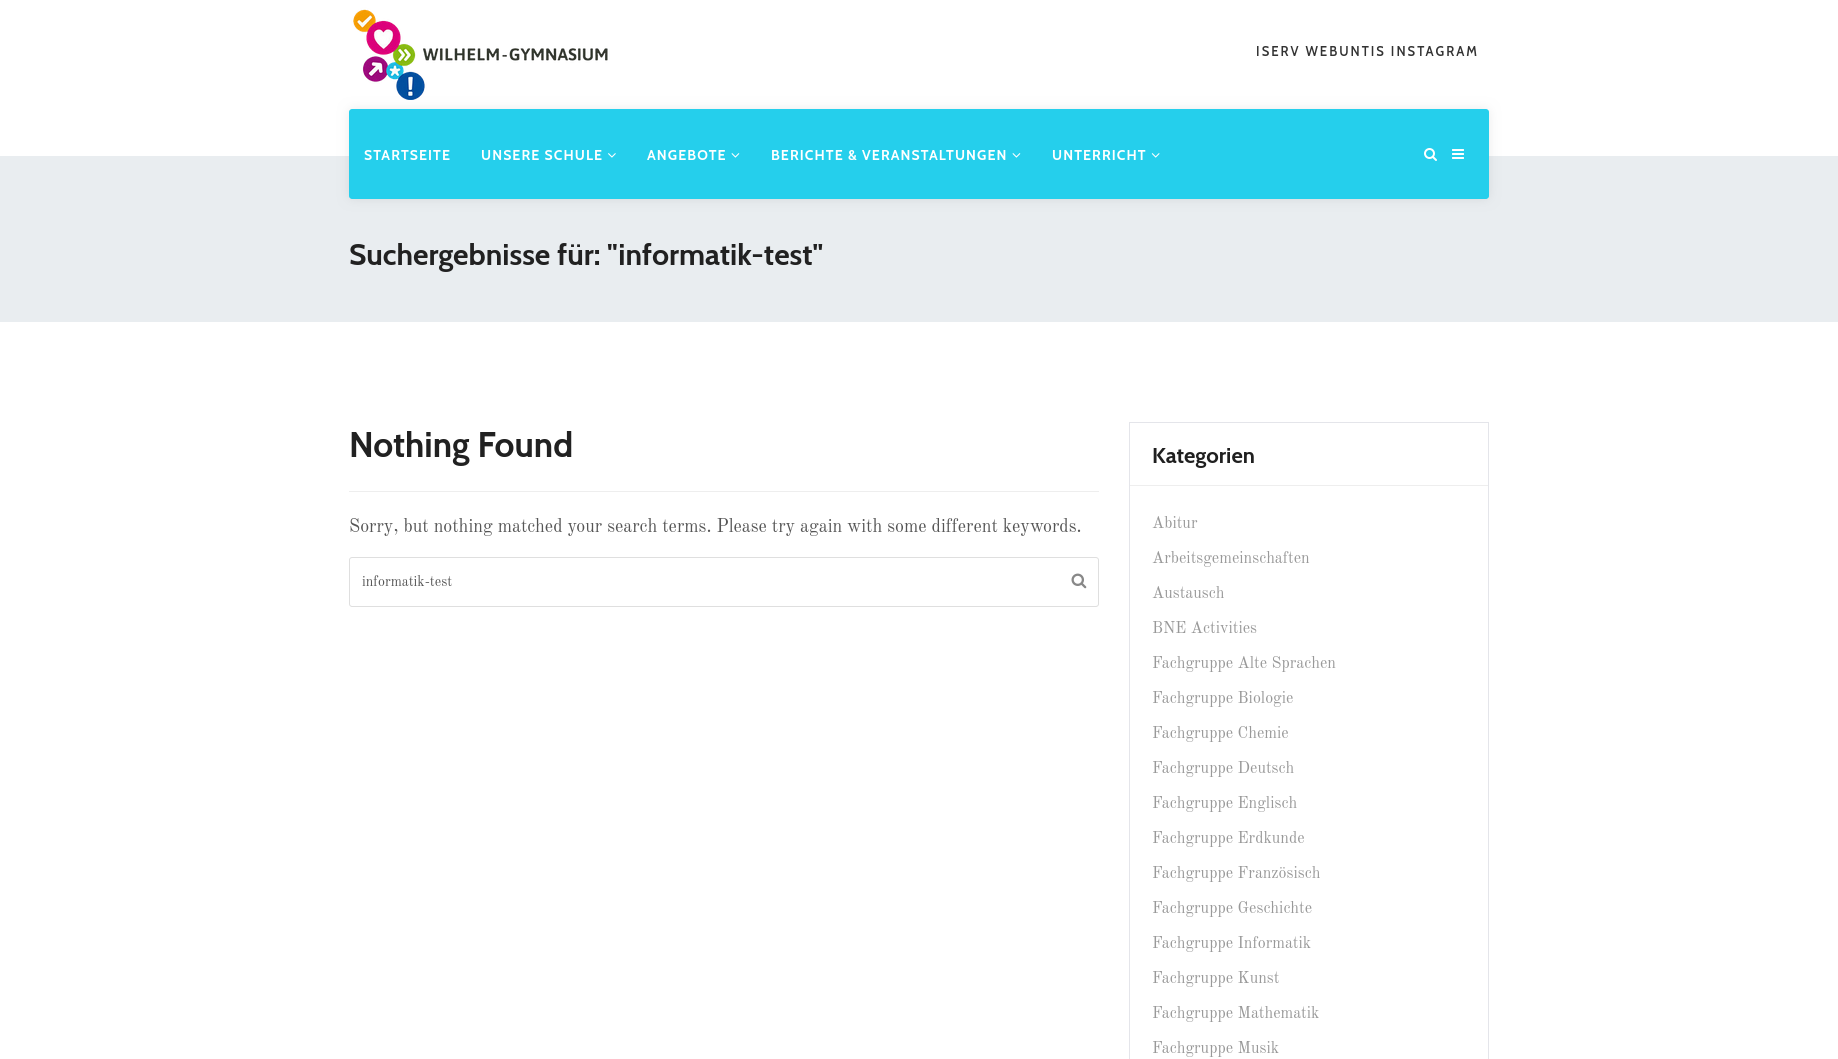 WILHELM-GYMNASIUM
ISERV WEBUNTIS INSTAGRAM
STARTSEITE UNSERE SCHULE ANGEBOTE BERICHTE & VERANSTALTUNGEN UNTERRICHT
Suchergebnisse für: "informatik-test"
Nothing Found
Sorry, but nothing matched your search terms. Please try again with some different keywords.
informatik-test
Kategorien
Abitur
Arbeitsgemeinschaften
Austausch
BNE Activities
Fachgruppe Alte Sprachen
Fachgruppe Biologie
Fachgruppe Chemie
Fachgruppe Deutsch
Fachgruppe Englisch
Fachgruppe Erdkunde
Fachgruppe Französisch
Fachgruppe Geschichte
Fachgruppe Informatik
Fachgruppe Kunst
Fachgruppe Mathematik
Fachgruppe Musik